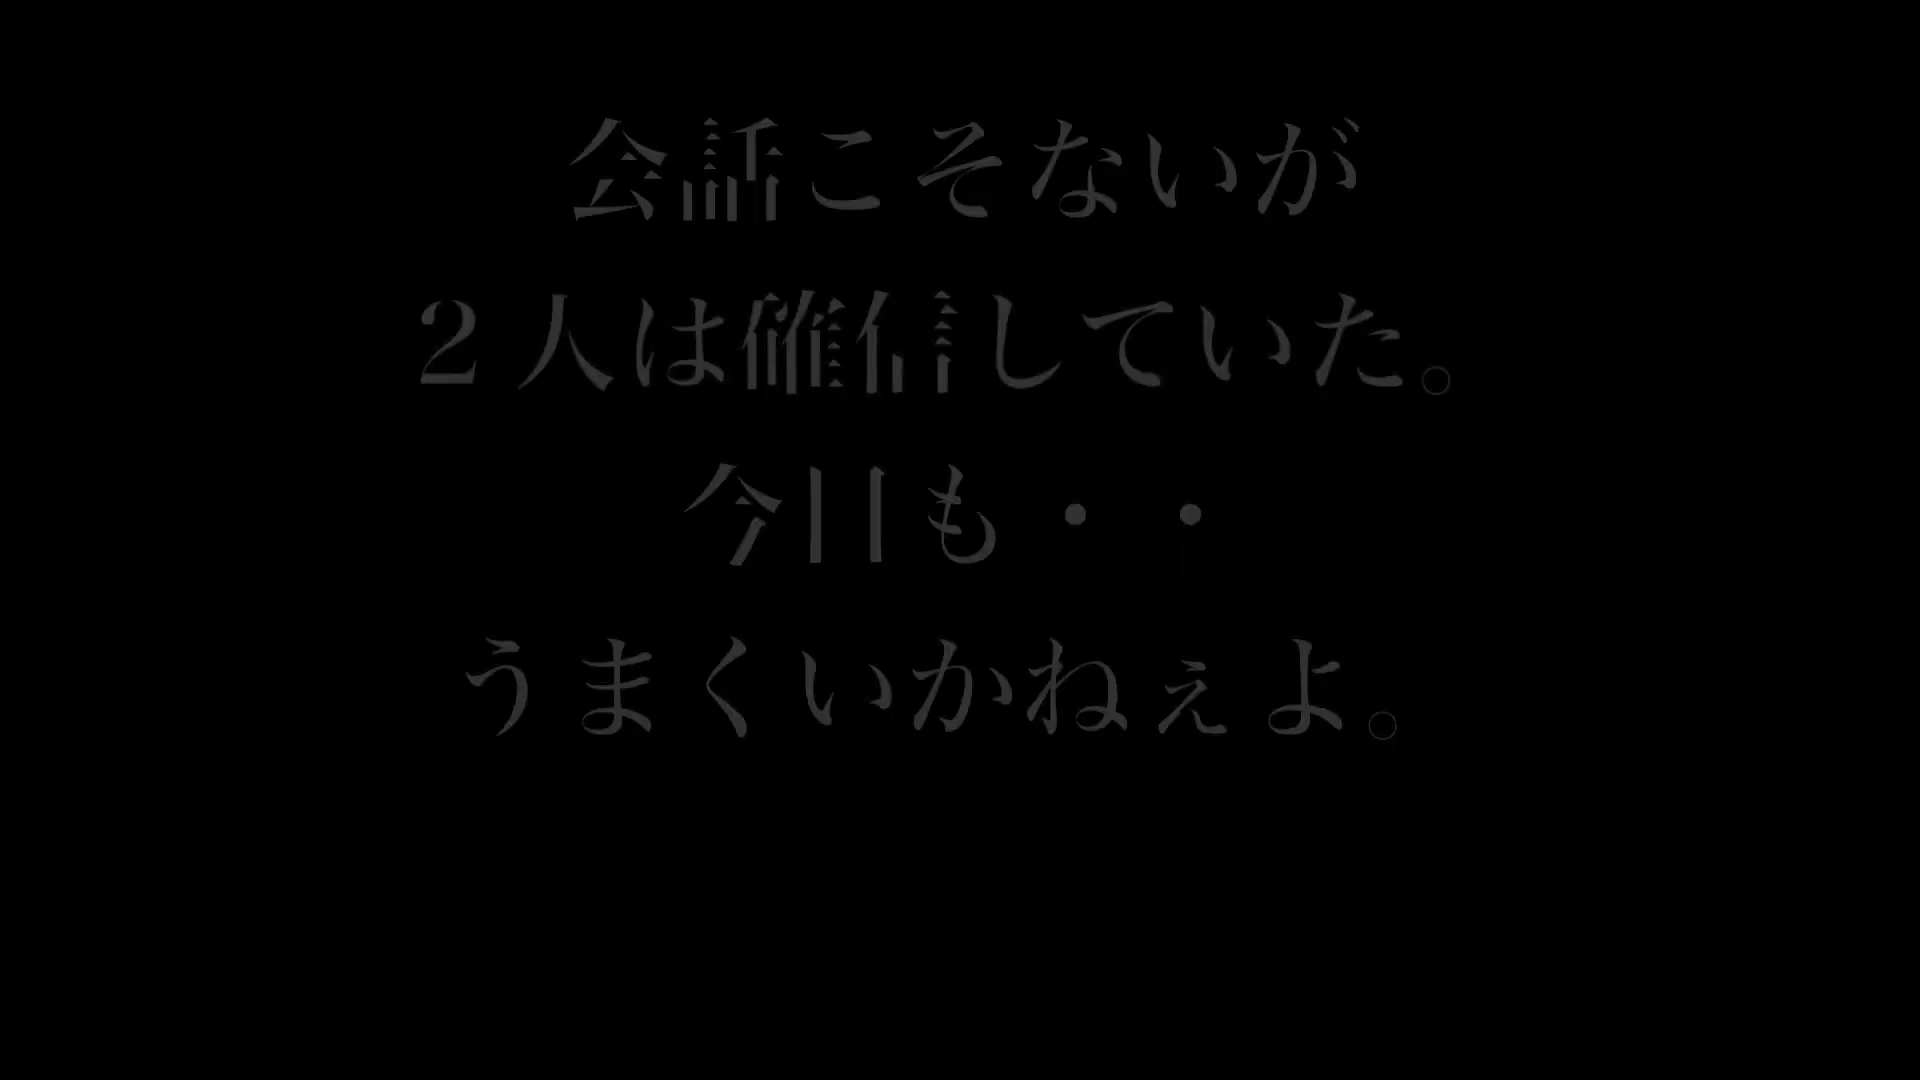 会話こそないが
２人は確信していた。
今日も・・
うまくいかねぇよ。